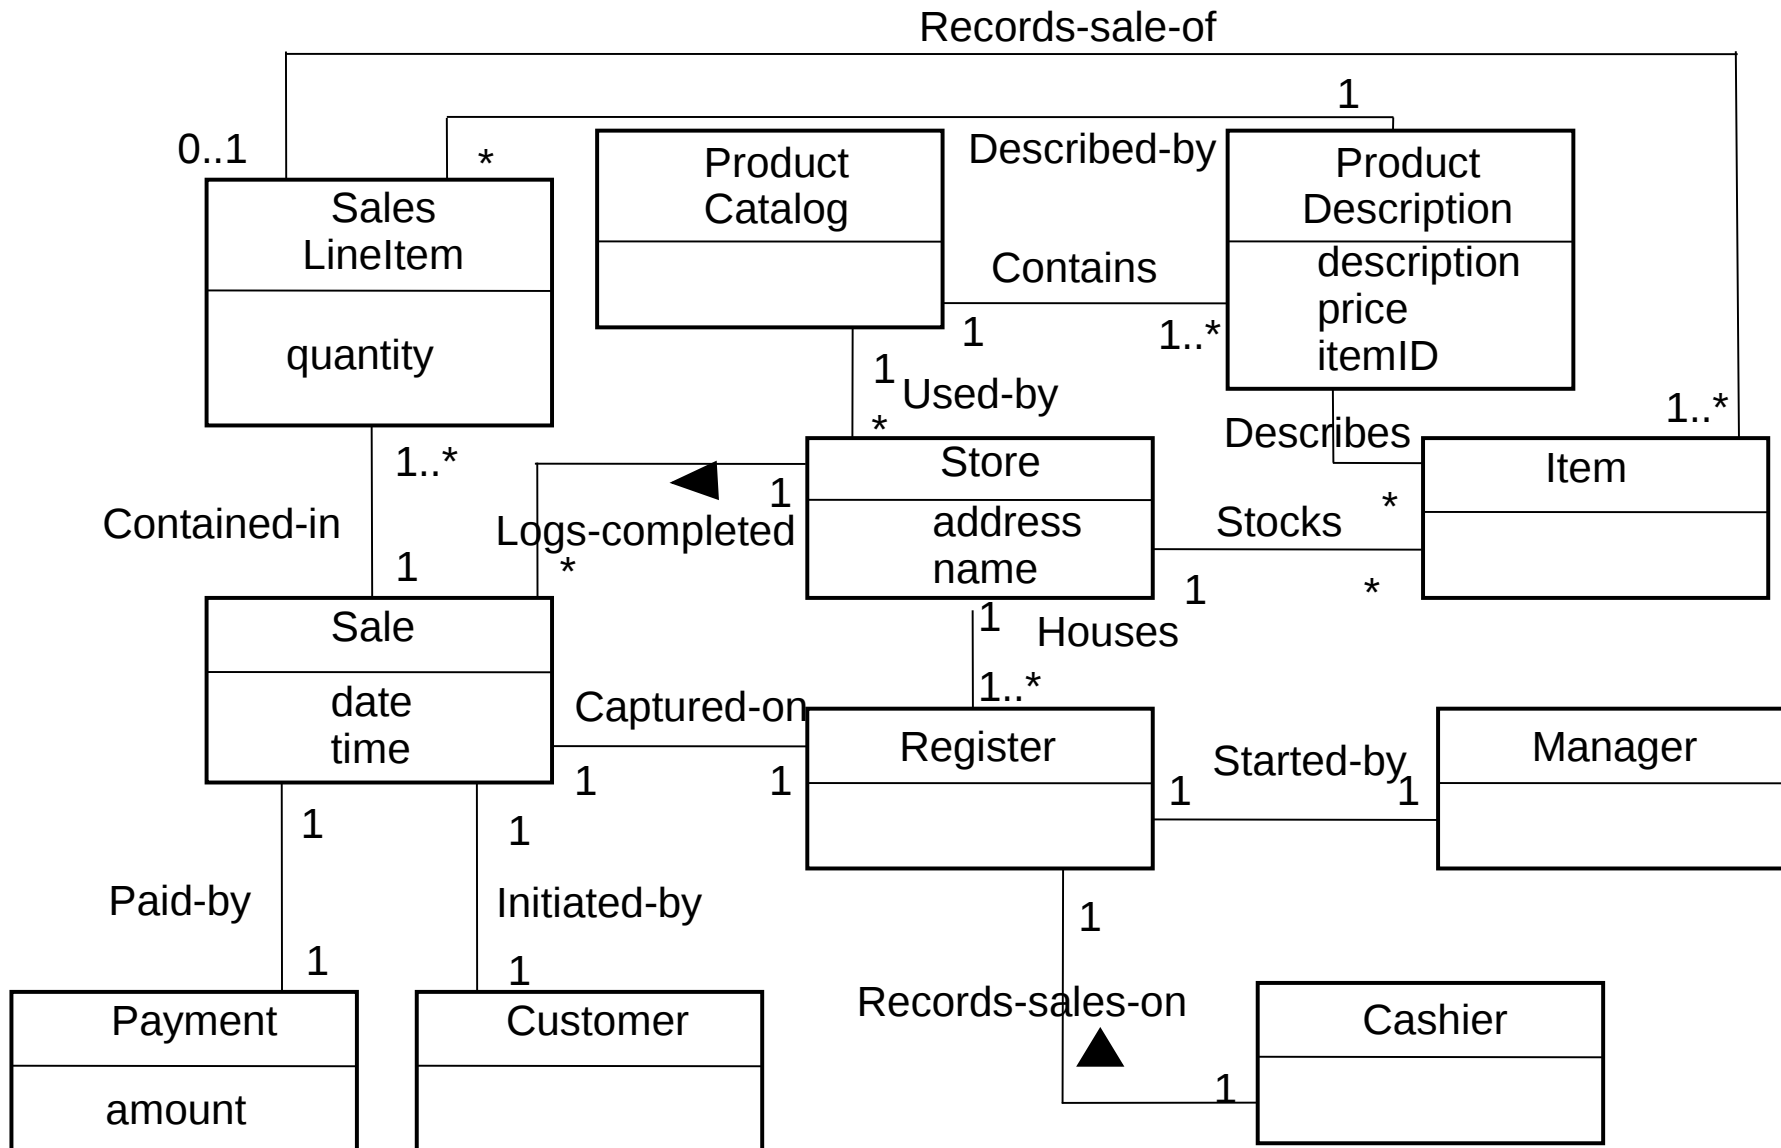 Records-sale-of
1
0..1
*
Described-by
Product
Catalog
Product
Description
Sales
LineItem
description
price
itemID
Contains
1
1..*
quantity
1
Used-by
*
1..*
Describes
1..*
Store
Item
1
*
Logs-completed
Contained-in
address
name
Stocks
*
1
1
*
Sale
1
Houses
1..*
date
time
Captured-on
Register
Manager
Started-by
1
1
1
1
1
1
Paid-by
Initiated-by
1
1
1
Records-sales-on
Payment
Customer
Cashier
amount
1